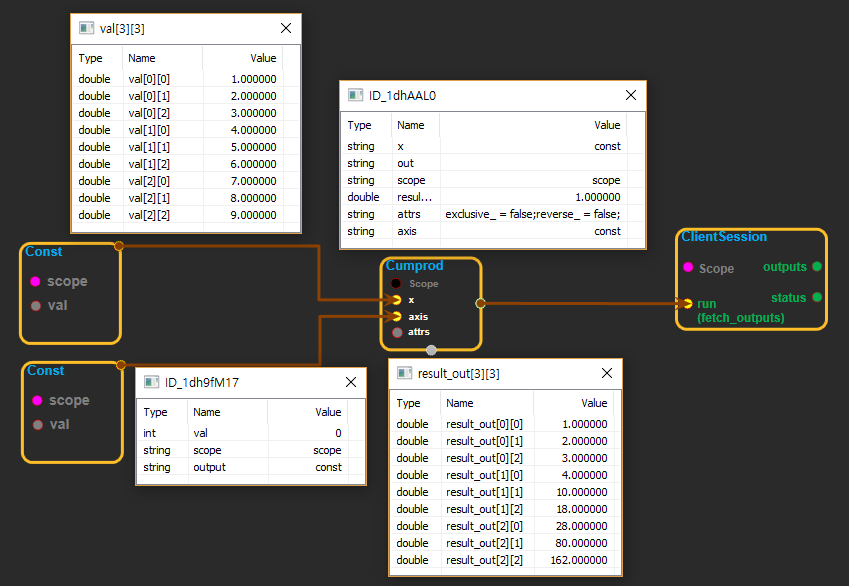 val[3][3]
Type Name Value
double val[0][0] 1.000000
double val[0][1] 2.000000
double val[0][2] 3.000000
double val[1][0] 4.000000
double val[1][1] 5.000000
double val[1][2] 6.000000
double val[2][0] 7.000000
double val[2][1] 8.000000
double val[2][2] 9.000000
ID_1dhAAL0
Type Name Value
string x const
string out
string scope scope
double resul... 1.000000
string attrs exclusive_ = false;reverse_ = false;
string axis const
Const
scope
val
Cumprod
Scope
x
axis
attrs
ClientSession
Scope
outputs
status
run
(fetch_outputs)
Const
scope
val
ID_1dh9fM17
Type Name Value
int val 0
string scope scope
string output const
result_out[3][3]
Type Name Value
double result_out[0][0] 1.000000
double result_out[0][1] 2.000000
double result_out[0][2] 3.000000
double result_out[1][0] 4.000000
double result_out[1][1] 10.000000
double result_out[1][2] 18.000000
double result_out[2][0] 28.000000
double result_out[2][1] 80.000000
double result_out[2][2] 162.000000